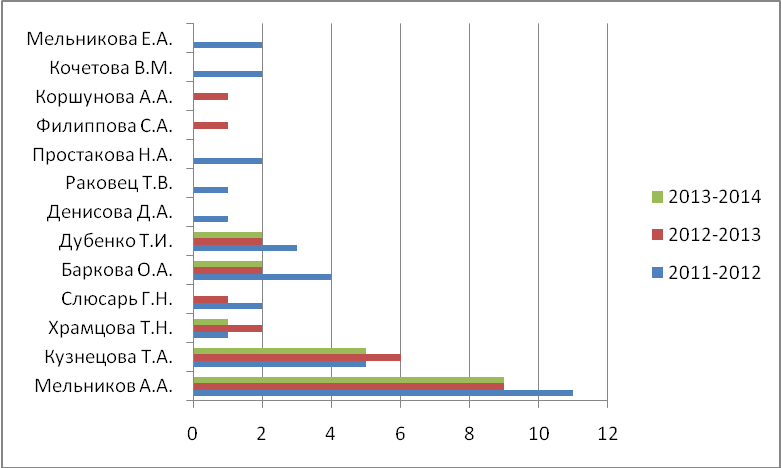 Мельникова Е.А.
Кочетова В.М.
Коршунова А.А.
Филиппова С.А.
Простакова Н.А.
Раковец Т.В.
Денисова Д.А.
Дубенко Т.И.
Баркова О.А.
Слюсарь Г.Н.
Храмцова Т.Н.
Кузнецова Т.А.
Мельников А.А.
0 2 4 6 8 10 12
2013-2014
2012-2013
2011-2012